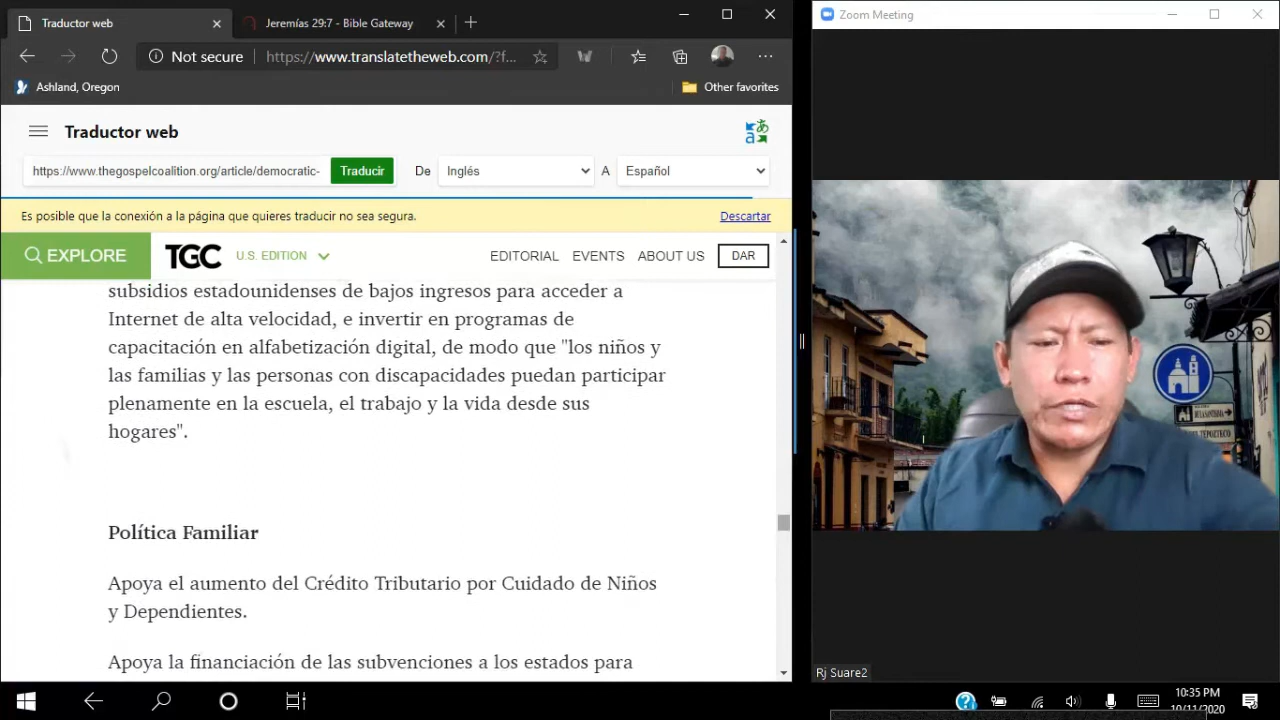 Traductor web
Jeremías 29:7 - Bible Gateway
Zoom Meeting
Not secure
https://www.translatetheweb.com/?f...
Ashland, Oregon
Other favorites
Traductor web
https://www.thegospelcoalition.org/article/democratic-
Traducir
De
Inglés
A
Español
Es posible que la conexión a la página que quieres traducir no sea segura.
Descartar
EXPLORE
TGC
U.S. EDITION
EDITORIAL
EVENTS
ABOUT US
DAR
subsidios estadounidenses de bajos ingresos para acceder a
Internet de alta velocidad, e invertir en programas de
capacitación en alfabetización digital, de modo que "los niños y
las familias y las personas con discapacidades puedan participar
plenamente en la escuela, el trabajo y la vida desde sus
hogares".
Política Familiar
Apoya el aumento del Crédito Tributario por Cuidado de Niños
y Dependientes.
Apoya la financiación de las subvenciones a los estados para
Rj Suare2
10:35 PM
10/11/2020